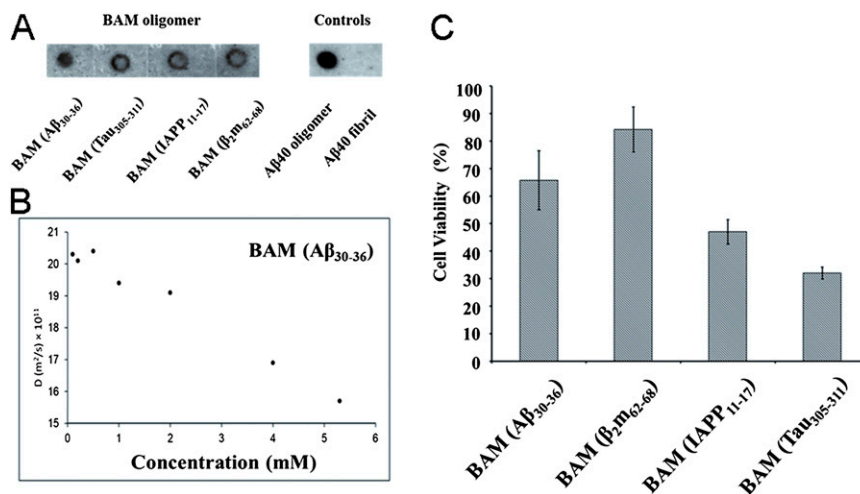 A
BAM oligomer
Controls
BAM (Aβ₃₀₋₃₆)
BAM (Tau₃₀₅₋₃₁₁)
BAM (IAPP₁₁₋₁₇)
BAM (β₂m₆₂₋₆₈)
Aβ40 oligomer
Aβ40 fibril
B
BAM (Aβ₃₀₋₃₆)
D (m²/s) × 10¹¹
21
20
19
18
17
16
15
0
1
2
3
4
5
6
Concentration (mM)
C
Cell Viability (%)
100
90
80
70
60
50
40
30
20
10
0
BAM (Aβ₃₀₋₃₆)
BAM (β₂m₆₂₋₆₈)
BAM (IAPP₁₁₋₁₇)
BAM (Tau₃₀₅₋₃₁₁)